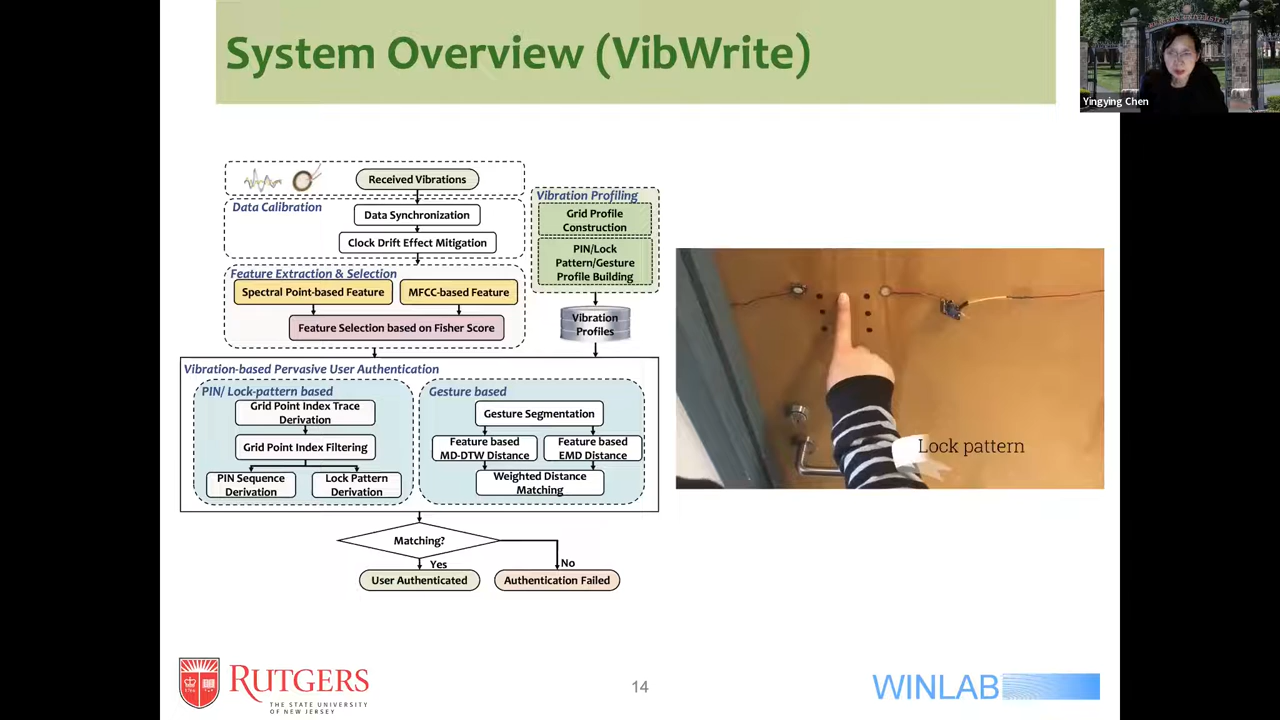 System Overview (VibWrite)
Yingying Chen
Received Vibrations
Data Calibration
Data Synchronization
Clock Drift Effect Mitigation
Feature Extraction & Selection
Spectral Point-based Feature
MFCC-based Feature
Feature Selection based on Fisher Score
Vibration Profiling
Grid Profile
Construction
PIN/Lock
Pattern/Gesture
Profile Building
Vibration
Profiles
Vibration-based Pervasive User Authentication
PIN/ Lock-pattern based
Grid Point Index Trace
Derivation
Grid Point Index Filtering
PIN Sequence
Derivation
Lock Pattern
Derivation
Gesture based
Gesture Segmentation
Feature based
MD-DTW Distance
Feature based
EMD Distance
Weighted Distance
Matching
Matching?
Yes
No
User Authenticated
Authentication Failed
Lock pattern
RUTGERS
THE STATE UNIVERSITY
OF NEW JERSEY
14
WINLAB